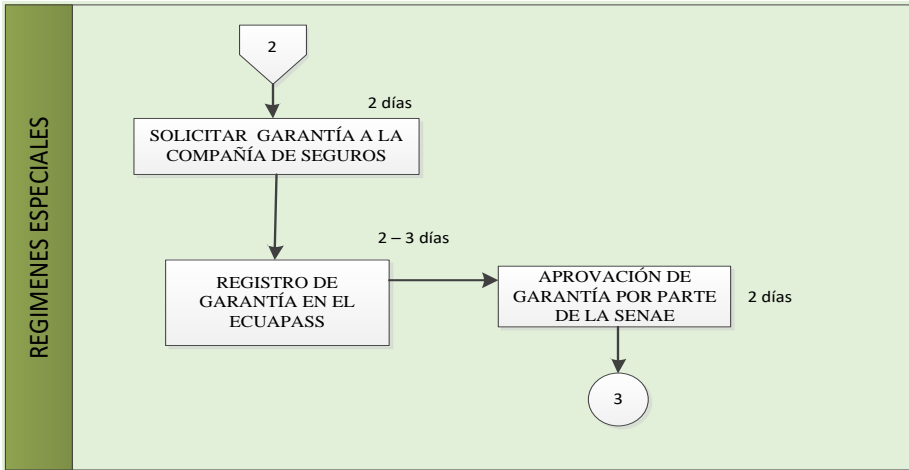 REGIMENES ESPECIALES
2
2 días
SOLICITAR GARANTÍA A LA
COMPAÑÍA DE SEGUROS
2 – 3 días
REGISTRO DE
GARANTÍA EN EL
ECUAPASS
APROVACIÓN DE
GARANTÍA POR PARTE
DE LA SENAE
2 días
3